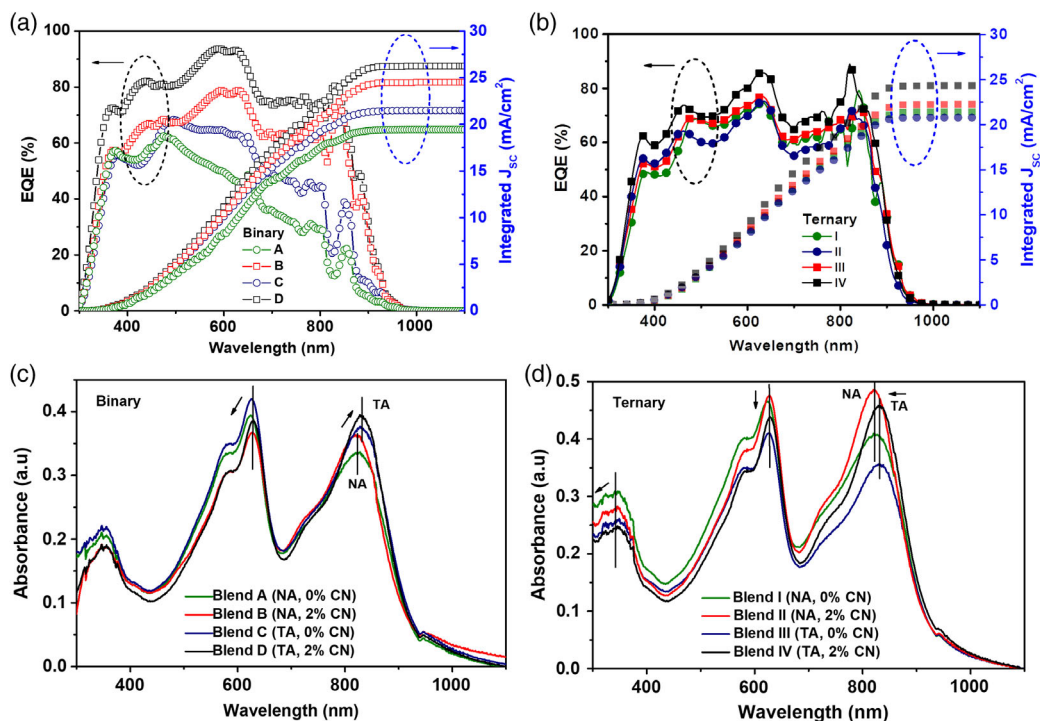 (a)
EQE (%)
100
80
60
40
20
0
Binary
A
B
C
D
400 600 800 1000
Wavelength (nm)
30
25
20
15
10
5
0
Integrated JSC (mA/cm2)
(b)
EQE (%)
100
80
60
40
20
0
Ternary
I
II
III
IV
400 600 800 1000
Wavelength (nm)
30
25
20
15
10
5
0
Integrated JSC (mA/cm2)
(c)
Absorbance (a.u)
0.4
0.3
0.2
0.1
0.0
Binary
TA
NA
Blend A (NA, 0% CN)
Blend B (NA, 2% CN)
Blend C (TA, 0% CN)
Blend D (TA, 2% CN)
400 600 800 1000
Wavelength (nm)
(d)
Absorbance (a.u)
0.5
0.4
0.3
0.2
0.1
0.0
Ternary
NA
TA
Blend I (NA, 0% CN)
Blend II (NA, 2% CN)
Blend III (TA, 0% CN)
Blend IV (TA, 2% CN)
400 600 800 1000
Wavelength (nm)